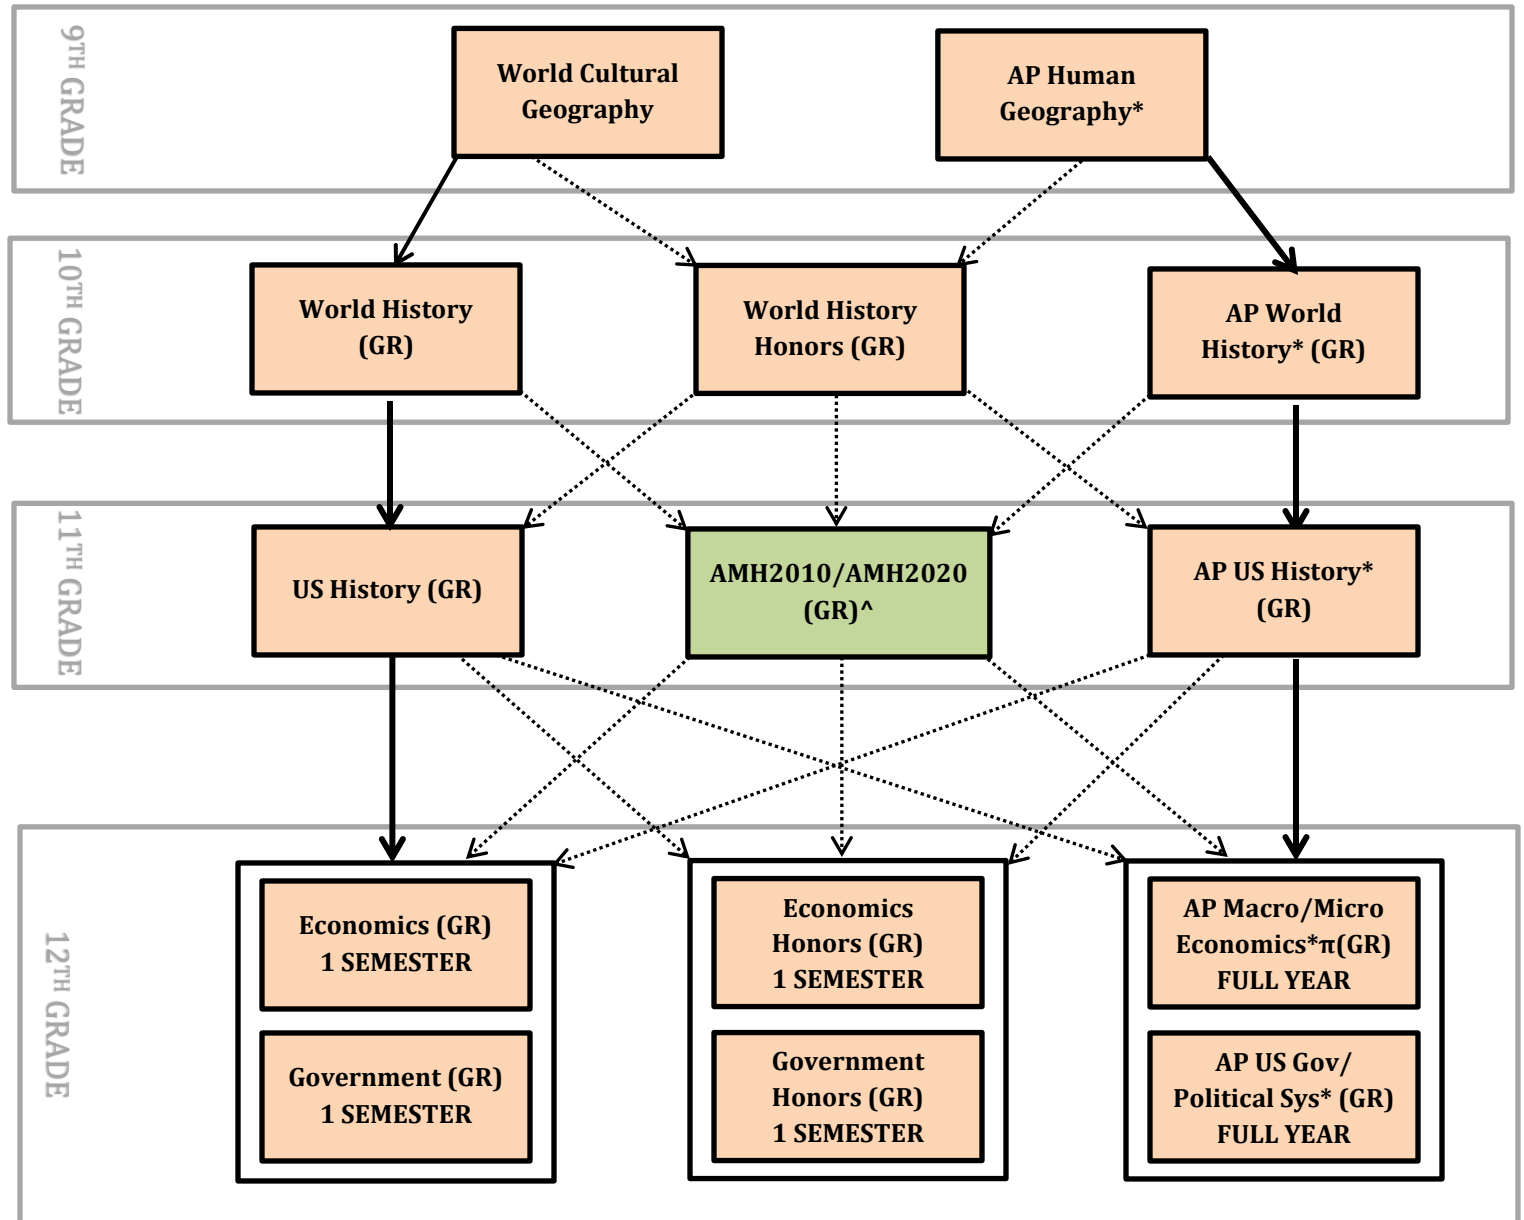 9TH GRADE
World Cultural
Geography
AP Human
Geography*
10TH GRADE
World History
(GR)
World History
Honors (GR)
AP World
History* (GR)
11TH GRADE
US History (GR)
AMH2010/AMH2020
(GR)^
AP US History*
(GR)
12TH GRADE
Economics (GR)
1 SEMESTER
Government (GR)
1 SEMESTER
Economics
Honors (GR)
1 SEMESTER
Government
Honors (GR)
1 SEMESTER
AP Macro/Micro
Economics*π(GR)
FULL YEAR
AP US Gov/
Political Sys* (GR)
FULL YEAR